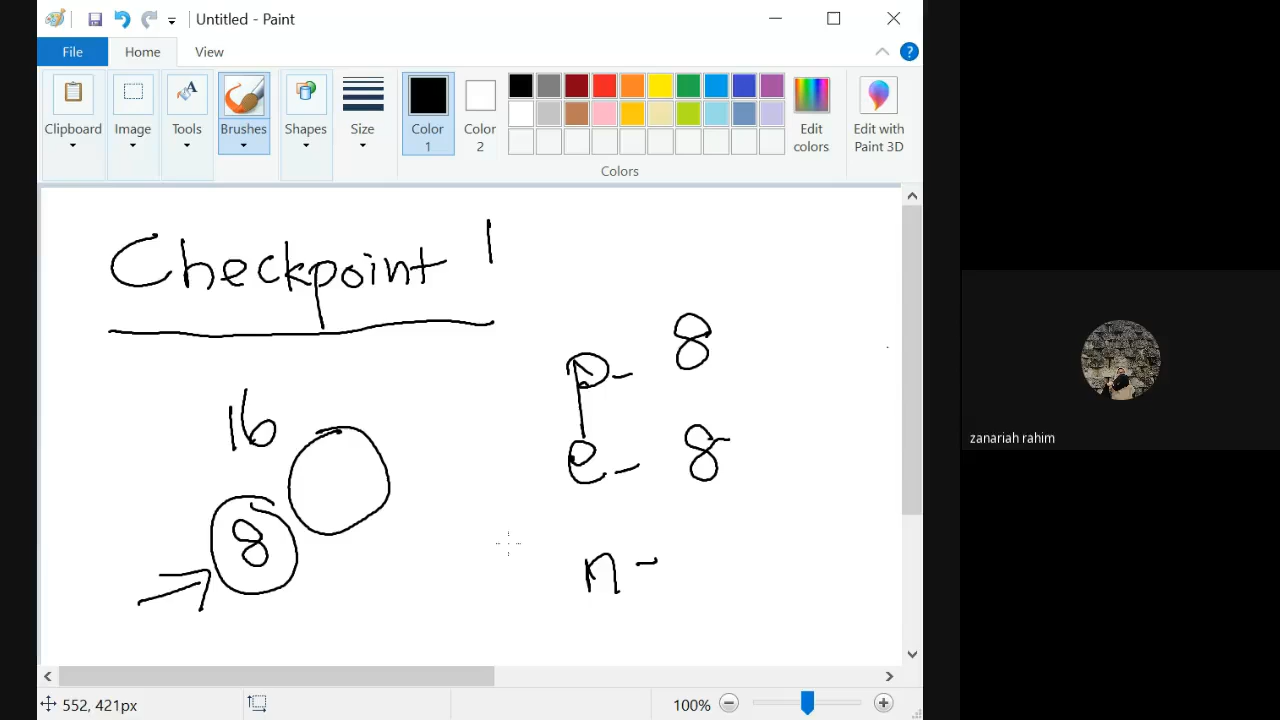 Untitled - Paint
File Home View
Clipboard Image Tools Brushes Shapes Size Color 1 Color 2 Edit colors Edit with Paint 3D
Colors
Checkpoint 1
16
8
p - 8
e - 8
n -
zanariah rahim
552, 421px
100%